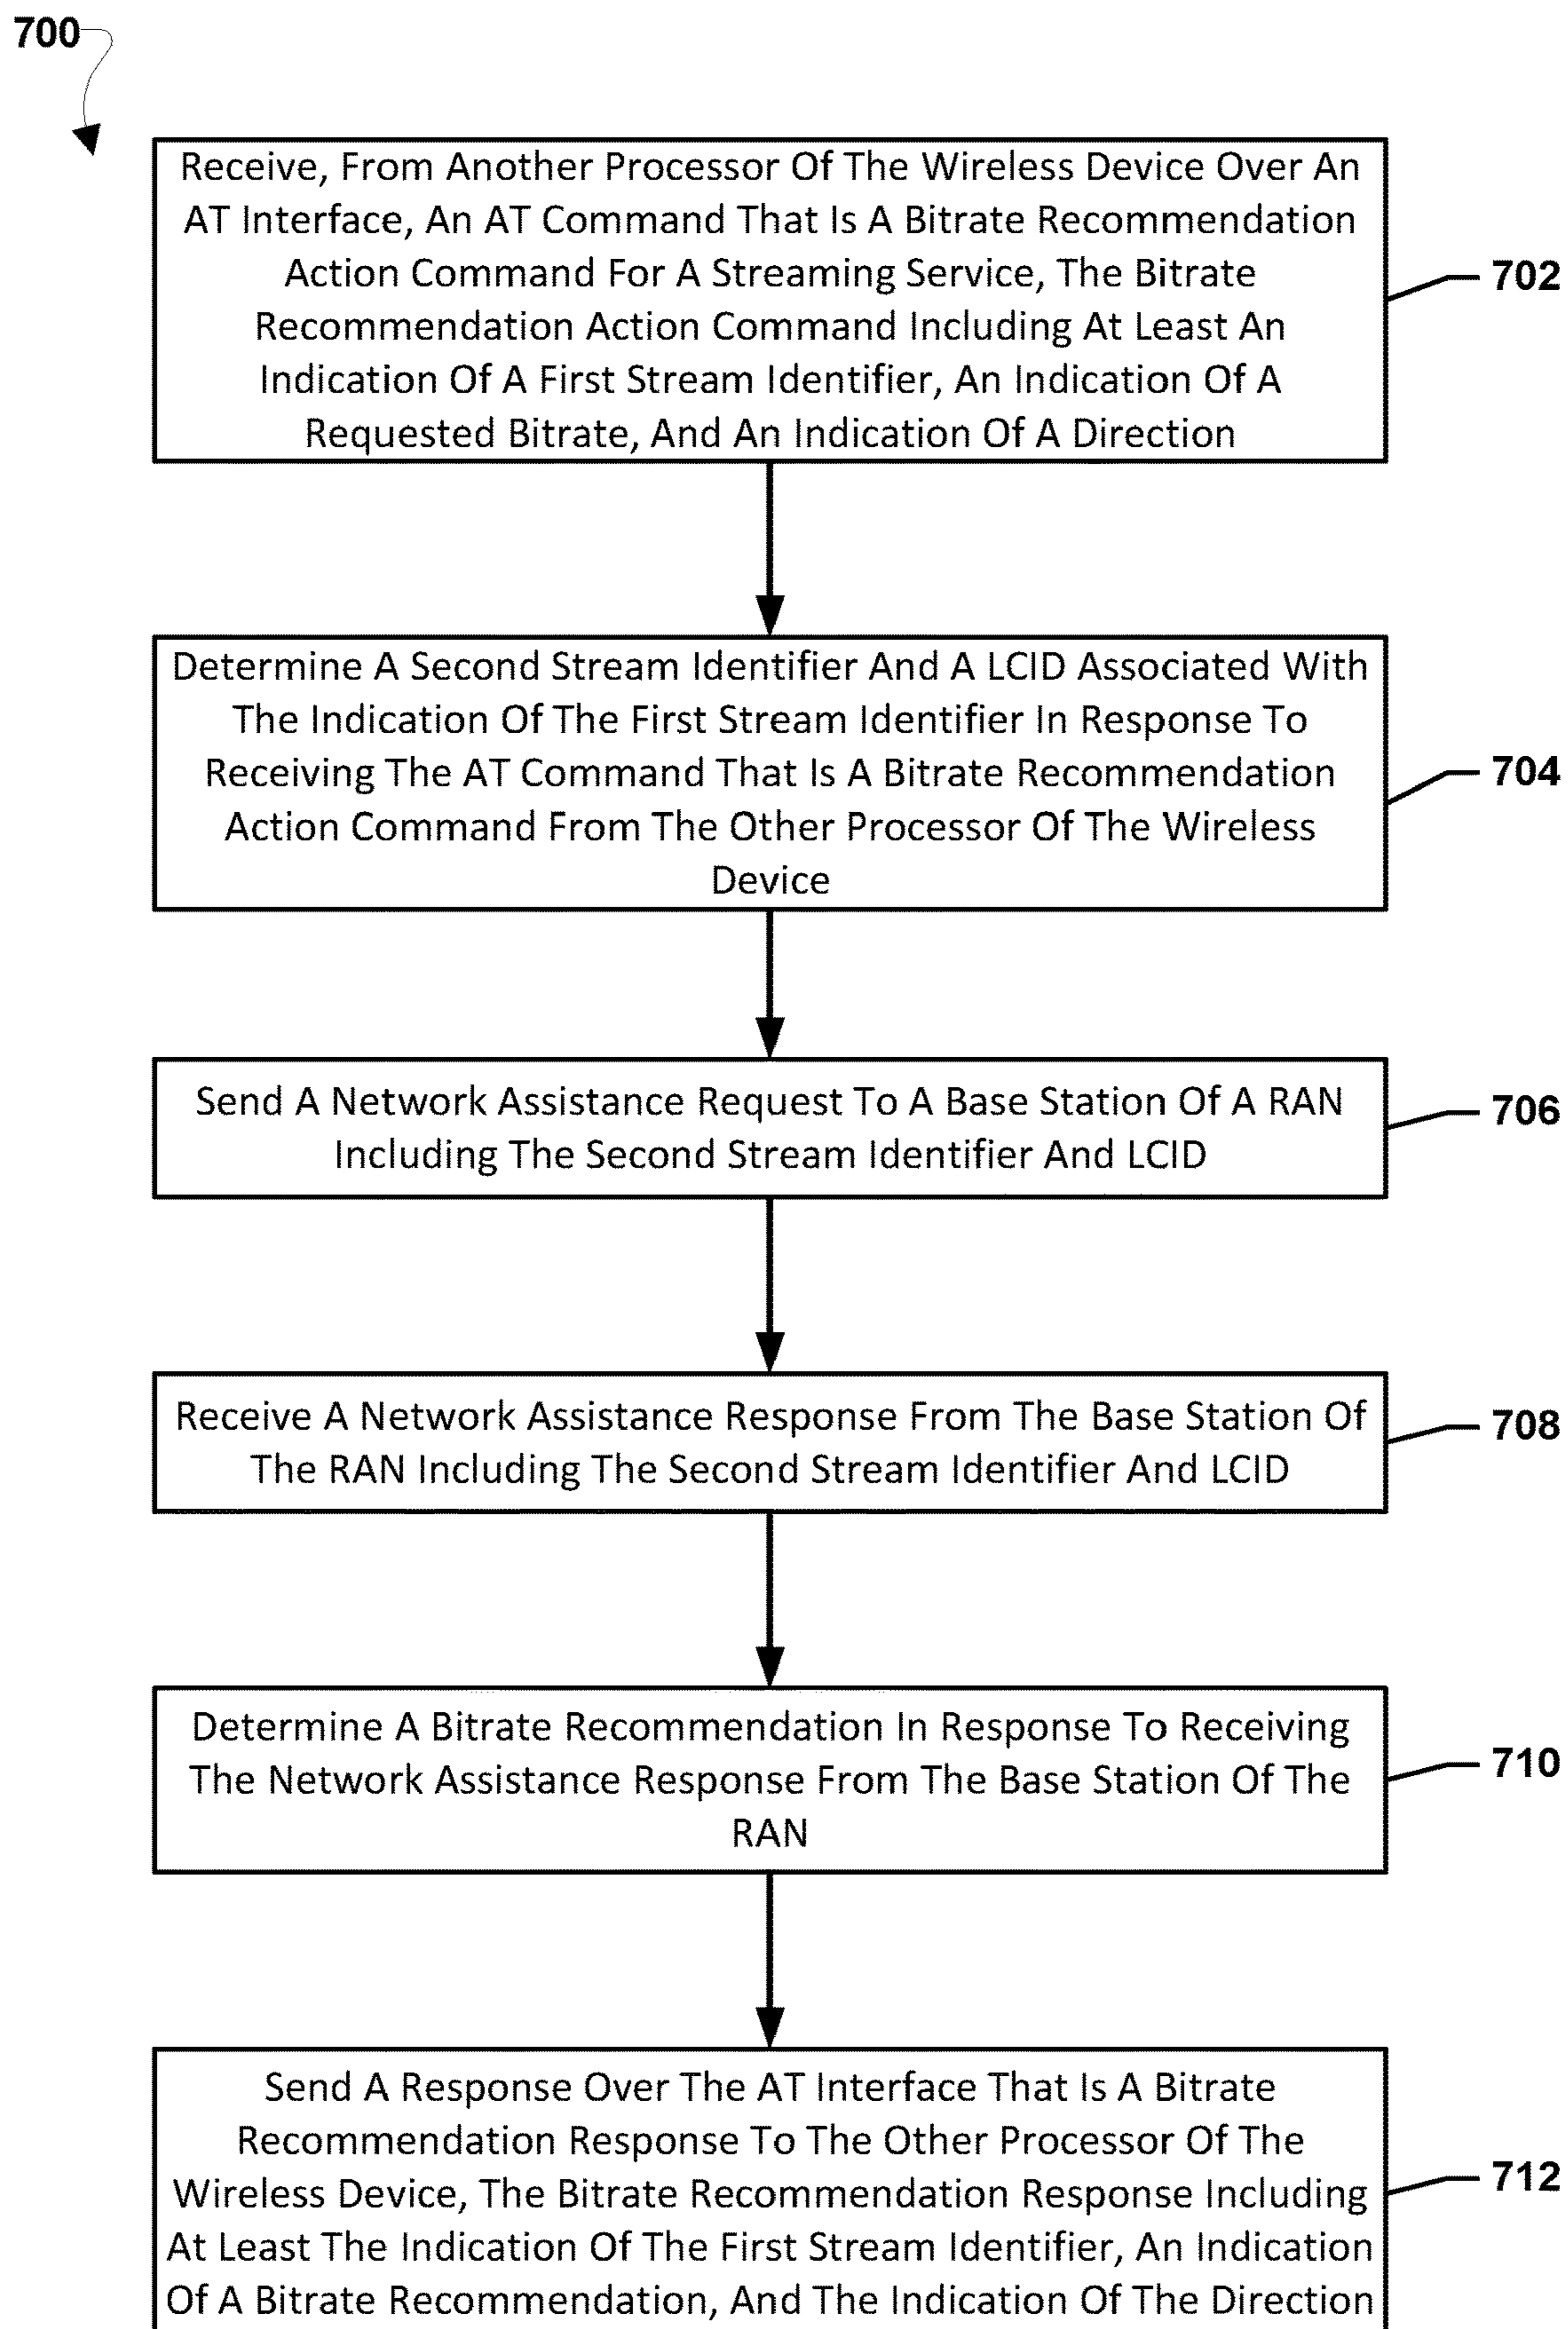 700
Receive, From Another Processor Of The Wireless Device Over An
AT Interface, An AT Command That Is A Bitrate Recommendation
Action Command For A Streaming Service, The Bitrate
Recommendation Action Command Including At Least An
Indication Of A First Stream Identifier, An Indication Of A
Requested Bitrate, And An Indication Of A Direction
702
Determine A Second Stream Identifier And A LCID Associated With
The Indication Of The First Stream Identifier In Response To
Receiving The AT Command That Is A Bitrate Recommendation
Action Command From The Other Processor Of The Wireless
Device
704
Send A Network Assistance Request To A Base Station Of A RAN
Including The Second Stream Identifier And LCID
706
Receive A Network Assistance Response From The Base Station Of
The RAN Including The Second Stream Identifier And LCID
708
Determine A Bitrate Recommendation In Response To Receiving
The Network Assistance Response From The Base Station Of The
RAN
710
Send A Response Over The AT Interface That Is A Bitrate
Recommendation Response To The Other Processor Of The
Wireless Device, The Bitrate Recommendation Response Including
At Least The Indication Of The First Stream Identifier, An Indication
Of A Bitrate Recommendation, And The Indication Of The Direction
712